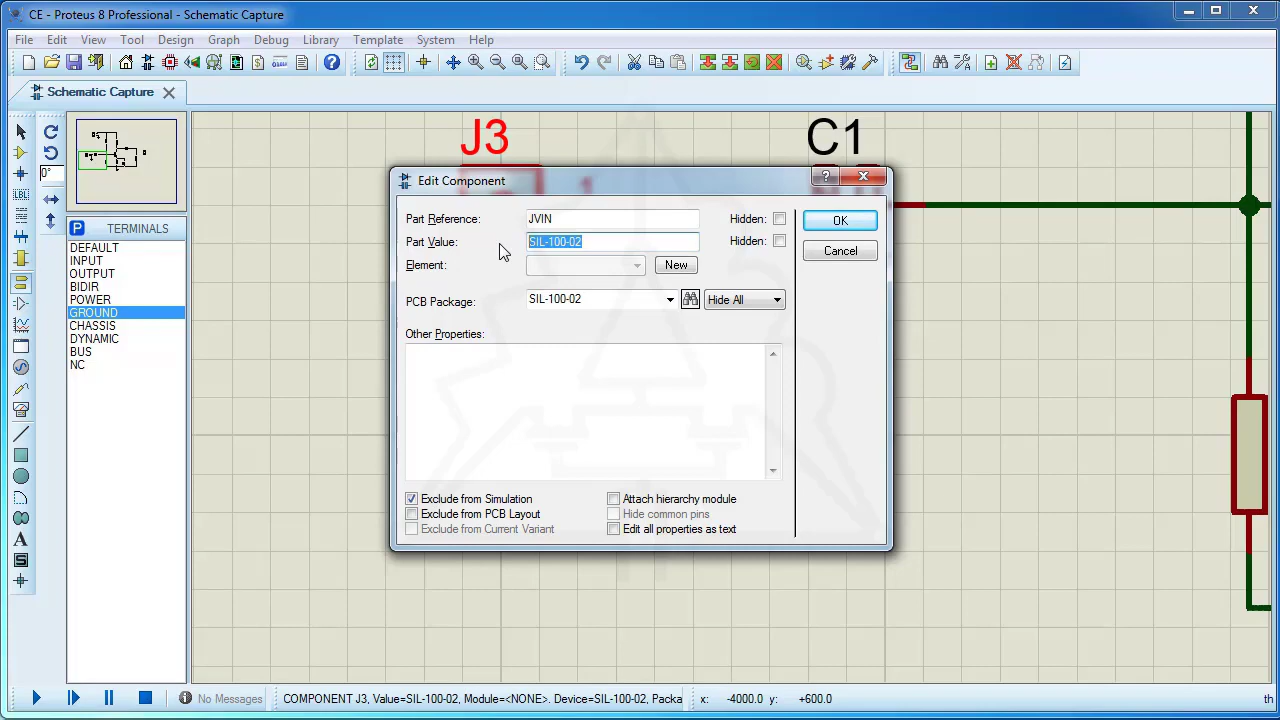 CE - Proteus 8 Professional - Schematic Capture
File Edit View Tool Design Graph Debug Library Template System Help
Schematic Capture
0°
LBL
P TERMINALS
DEFAULT
INPUT
OUTPUT
BIDIR
POWER
GROUND
CHASSIS
DYNAMIC
BUS
NC
A
S
J3
C1
Edit Component
Part Reference: JVIN Hidden: OK
Part Value: SIL-100-02 Hidden: Cancel
Element: New
PCB Package: SIL-100-02 Hide All
Other Properties:
Exclude from Simulation Attach hierarchy module
Exclude from PCB Layout Hide common pins
Exclude from Current Variant Edit all properties as text
No Messages COMPONENT J3, Value=SIL-100-02, Module=<NONE>. Device=SIL-100-02, Packa x: -4000.0 y: +600.0 th